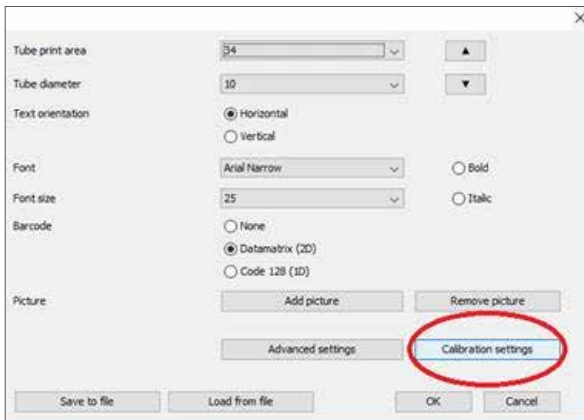 Tube print area 34 ▲
Tube diameter 10 ▼
Text orientation Horizontal
Vertical
Font Arial Narrow Bold
Font size 25 Italic
Barcode None
Datamatrix (2D)
Code 128 (1D)
Picture Add picture Remove picture
Advanced settings Calibration settings
Save to file Load from file OK Cancel